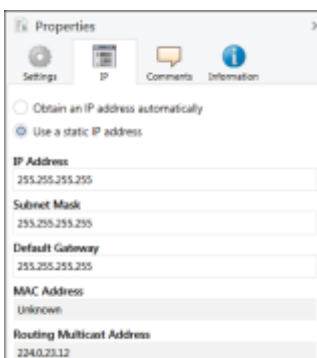 Properties
Settings IP Comments Information
Obtain an IP address automatically
Use a static IP address
IP Address
255.255.255.255
Subnet Mask
255.255.255.255
Default Gateway
255.255.255.255
MAC Address
Unknown
Routing Multicast Address
224.0.23.12